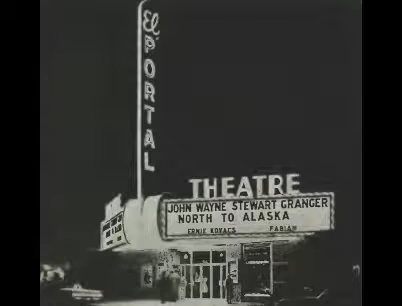 El PORTAL
THEATRE
JOHN WAYNE STEWART GRANGER
NORTH TO ALASKA
ERNIE KOVACS FABIAN